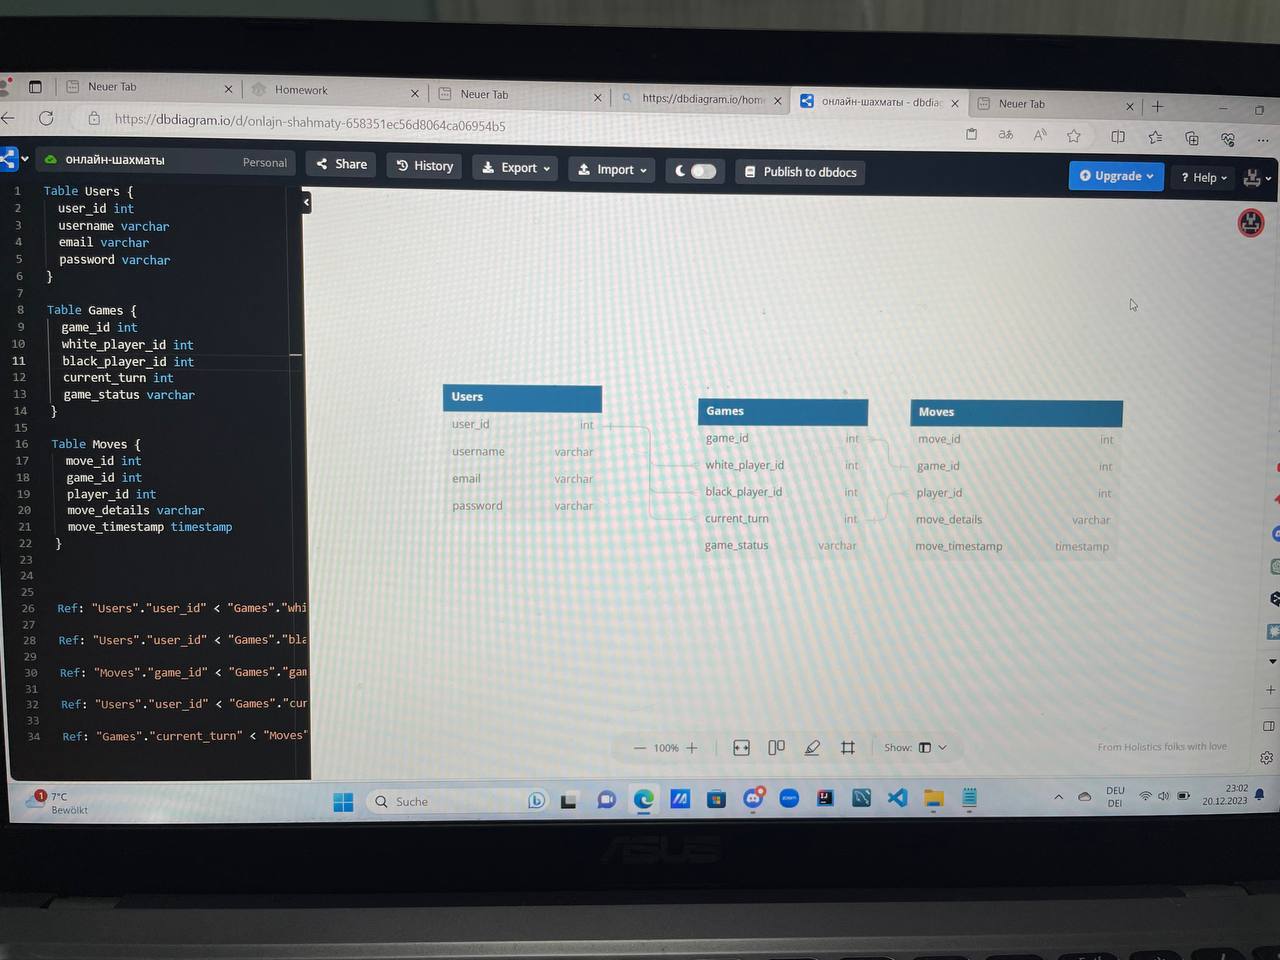 Neuer Tab
Homework
Neuer Tab
https://dbdiagram.io/hom
онлайн-шахматы - dbdiag
Neuer Tab
https://dbdiagram.io/d/onlajn-shahmaty-658351ec56d8064ca06954b5
онлайн-шахматы
Personal
Share
History
Export
Import
Publish to dbdocs
Upgrade
? Help
1 Table Users {
2 user_id int
3 username varchar
4 email varchar
5 password varchar
6 }
7
8 Table Games {
9 game_id int
10 white_player_id int
11 black_player_id int
12 current_turn int
13 game_status varchar
14 }
15
16 Table Moves {
17 move_id int
18 game_id int
19 player_id int
20 move_details varchar
21 move_timestamp timestamp
22 }
23
24
25
26 Ref: "Users"."user_id" < "Games"."whi
27
28 Ref: "Users"."user_id" < "Games"."bla
29
30 Ref: "Moves"."game_id" < "Games"."gam
31
32 Ref: "Users"."user_id" < "Games"."cur
33
34 Ref: "Games"."current_turn" < "Moves"
Users
user_id int
username varchar
email varchar
password varchar
Games
game_id int
white_player_id int
black_player_id int
current_turn int
game_status varchar
Moves
move_id int
game_id int
player_id int
move_details varchar
move_timestamp timestamp
100%
Show:
From Holistics folks with love
1
7°C
Bewölkt
Suche
zoom
DEU
DEI
23:02
20.12.2023
ASUS